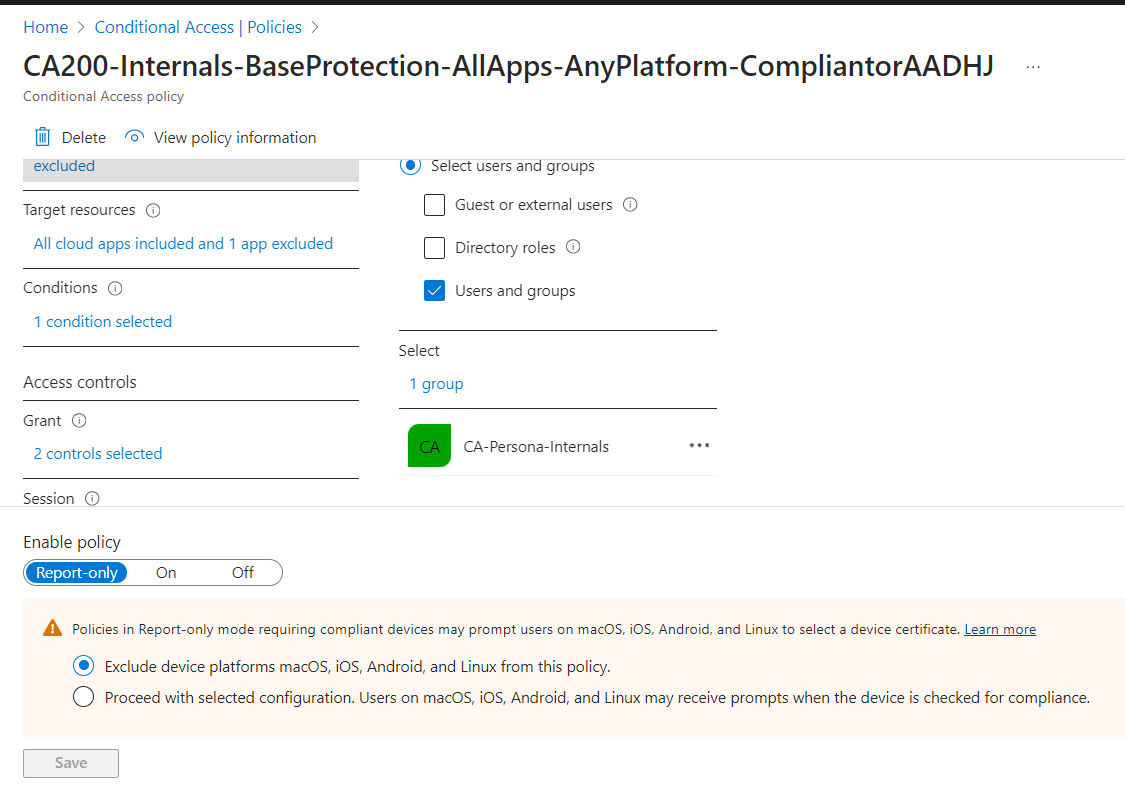 Home > Conditional Access | Policies >
CA200-Internals-BaseProtection-AllApps-AnyPlatform-CompliantorAADHJ ...
Conditional Access policy
Delete View policy information
excluded
Target resources
All cloud apps included and 1 app excluded
Conditions
1 condition selected
Access controls
Grant
2 controls selected
Session
Select users and groups
Guest or external users
Directory roles
Users and groups
Select
1 group
CA CA-Persona-Internals
Enable policy
Report-only On Off
Policies in Report-only mode requiring compliant devices may prompt users on macOS, iOS, Android, and Linux to select a device certificate. Learn more
Exclude device platforms macOS, iOS, Android, and Linux from this policy.
Proceed with selected configuration. Users on macOS, iOS, Android, and Linux may receive prompts when the device is checked for compliance.
Save